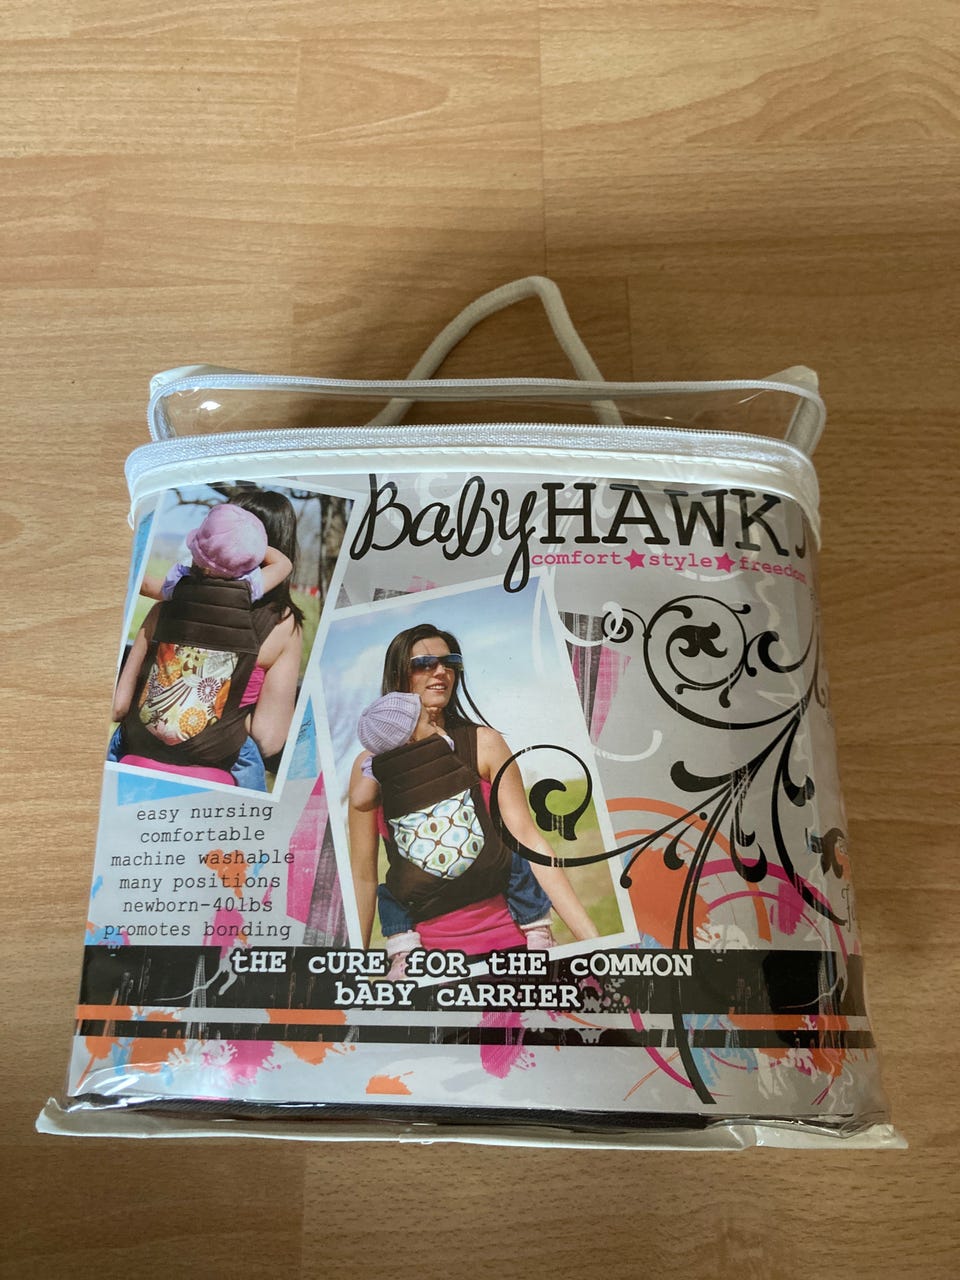 BabyHAWK
comfort★style★freedom
easy nursing
comfortable
machine washable
many positions
newborn-40lbs
promotes bonding
tHE cURE fOR tHE cOMMON
bABY cARRIER